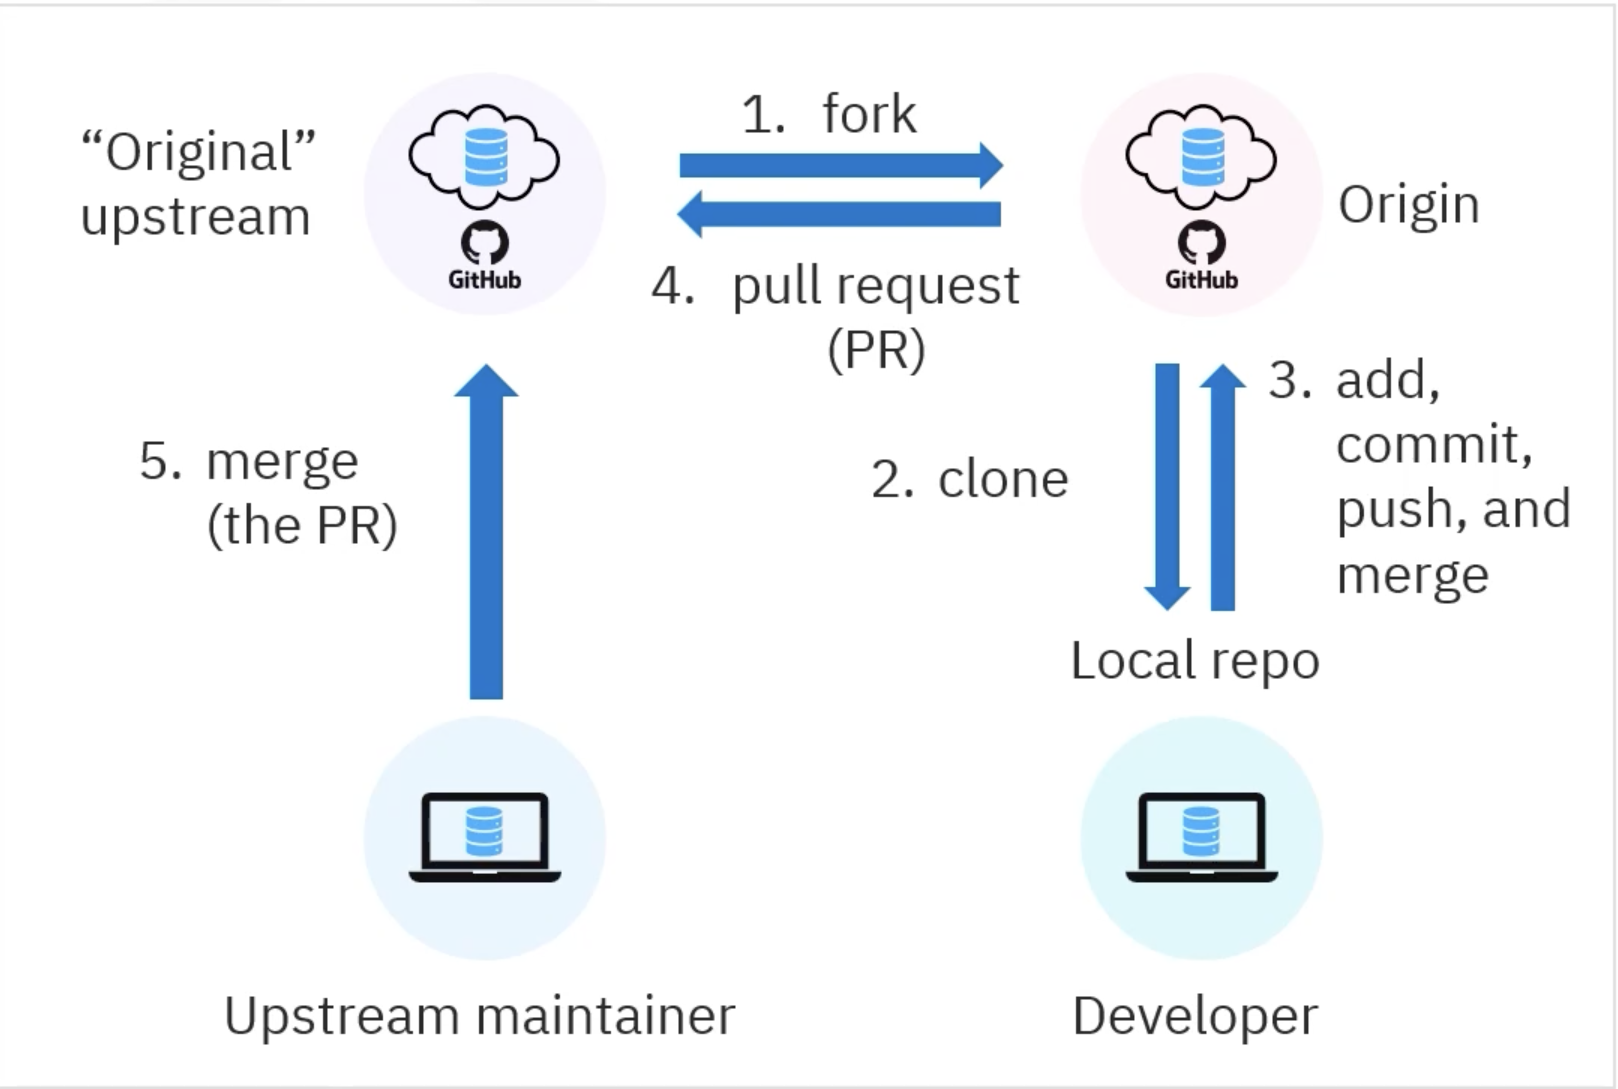 “Original”
upstream
GitHub
1. fork
4. pull request
(PR)
GitHub
Origin
5. merge
(the PR)
2. clone
3. add,
commit,
push, and
merge
Local repo
Upstream maintainer
Developer